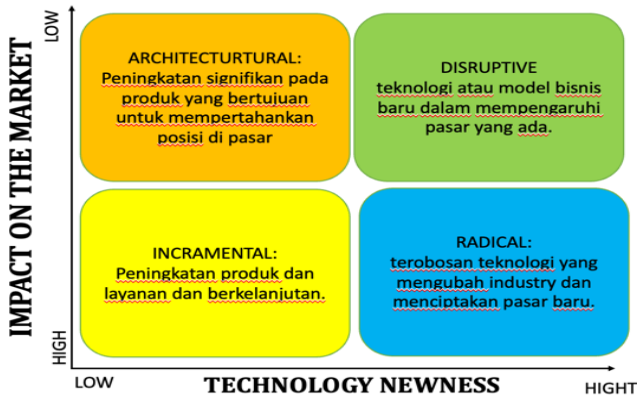 IMPACT ON THE MARKET
LOW
HIGH
ARCHITECTURTURAL:
Peningkatan signifikan pada
produk yang bertujuan
untuk mempertahankan
posisi di pasar
DISRUPTIVE
teknologi atau model bisnis
baru dalam mempengaruhi
pasar yang ada.
INCRAMENTAL:
Peningkatan produk dan
layanan dan berkelanjutan.
RADICAL:
terobosan teknologi yang
mengubah industry dan
menciptakan pasar baru.
LOW
TECHNOLOGY NEWNESS
HIGHT